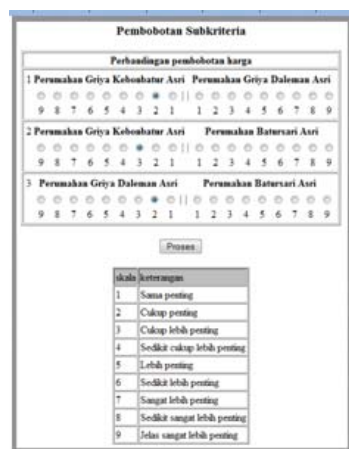 Pembobotan Subkriteria
Perbandingan pembobotan harga
1 Perumahan Griya Kebonbatur Asri Perumahan Griya Daleman Asri
||
9 8 7 6 5 4 3 2 1 1 2 3 4 5 6 7 8 9
2 Perumahan Griya Kebonbatur Asri Perumahan Batursari Asri
||
9 8 7 6 5 4 3 2 1 1 2 3 4 5 6 7 8 9
3 Perumahan Griya Daleman Asri Perumahan Batursari Asri
||
9 8 7 6 5 4 3 2 1 1 2 3 4 5 6 7 8 9
Proses
skala keterangan
1 Sama penting
2 Cukup penting
3 Cukup lebih penting
4 Sedikit cukup lebih penting
5 Lebih penting
6 Sedikit lebih penting
7 Sangat lebih penting
8 Sedikit sangat lebih penting
9 Jelas sangat lebih penting